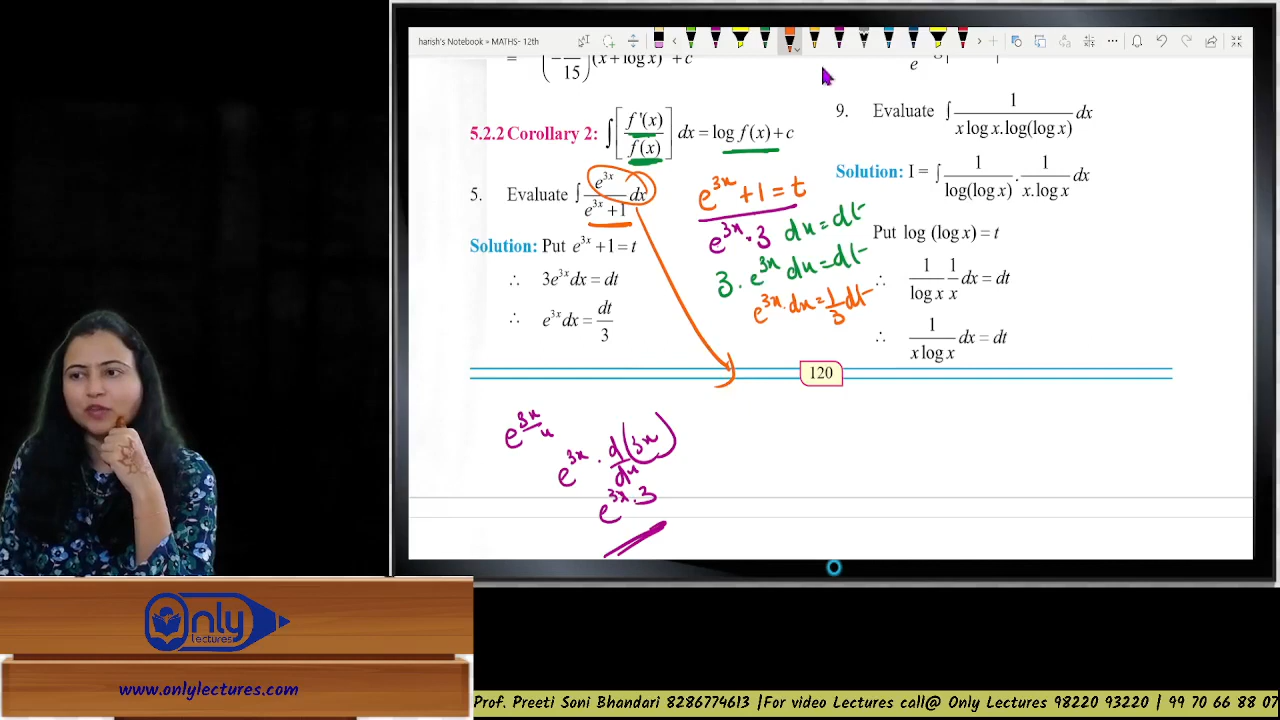 harish's Notebook » MATHS- 12th
= (− / 15) (x + log x) + c
5.2.2 Corollary 2: ∫ [f '(x) / f(x)] dx = log f(x) + c
5. Evaluate ∫ e^{3x} / (e^{3x} + 1) dx
Solution: Put e^{3x} + 1 = t
∴ 3e^{3x} dx = dt
∴ e^{3x} dx = dt / 3
e^{3x} + 1 = t
e^{3x} · 3 dx = dt
3 · e^{3x} dx = dt
e^{3x} · dx = 1/3 dt
e
9. Evaluate ∫ 1 / (x log x . log (log x)) dx
Solution: I = ∫ 1 / (log (log x)) . 1 / (x. log x) dx
Put log (log x) = t
∴ 1 / (log x) 1 / x dx = dt
∴ 1 / (x log x) dx = dt
120
e^{3x}
e^{3x} · d/dx (3x)
e^{3x} · 3
Only
lectures
www.onlylectures.com
Prof. Preeti Soni Bhandari 8286774613 |For video Lectures call@ Only Lectures 98220 93220 | 99 70 66 88 07